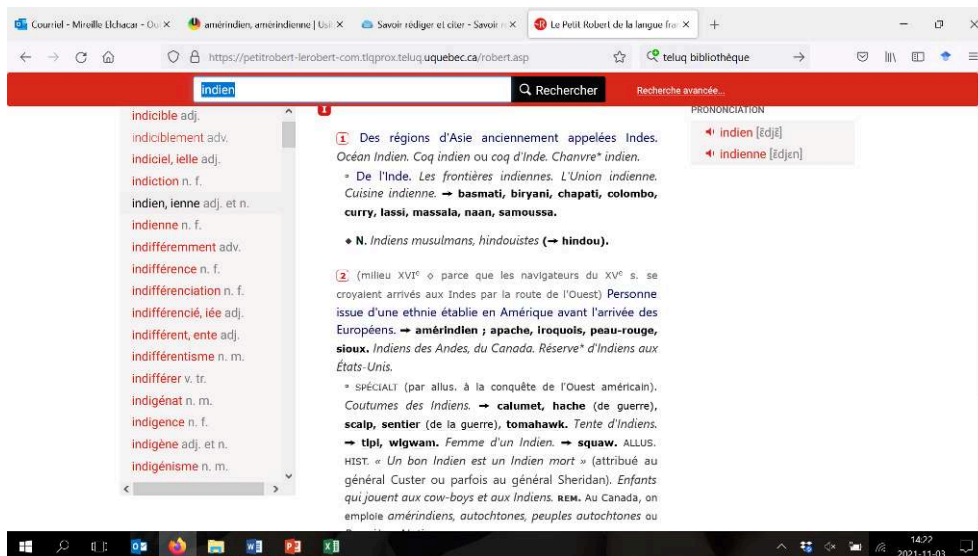 Courriel - Mireille Elchacar - Ou
amérindien, amérindienne | Usi
Savoir rédiger et citer - Savoir r
Le Petit Robert de la langue fra
https://petitrobert-lerobert-com.tlqprox.teluq.uquebec.ca/robert.asp
teluq bibliothèque
indien
Rechercher
Recherche avancée...
indicible adj.
indiciblement adv.
indiciel, ielle adj.
indiction n. f.
indien, ienne adj. et n.
indienne n. f.
indifféremment adv.
indifférence n. f.
indifférenciation n. f.
indifférencié, iée adj.
indifférent, ente adj.
indifférentisme n. m.
indifférer v. tr.
indigénat n. m.
indigence n. f.
indigène adj. et n.
indigénisme n. m.
I
1 Des régions d'Asie anciennement appelées Indes.
Océan Indien. Coq indien ou coq d'Inde. Chanvre* indien.
▫ De l'Inde. Les frontières indiennes. L'Union indienne.
Cuisine indienne. ➞ basmati, biryani, chapati, colombo,
curry, lassi, massala, naan, samoussa.
◆ N. Indiens musulmans, hindouistes (➞ hindou).
2 (milieu XVIe ◇ parce que les navigateurs du XVe s. se
croyaient arrivés aux Indes par la route de l'Ouest) Personne
issue d'une ethnie établie en Amérique avant l'arrivée des
Européens. ➞ amérindien ; apache, iroquois, peau-rouge,
sioux. Indiens des Andes, du Canada. Réserve* d'Indiens aux
États-Unis.
▫ SPÉCIALT (par allus. à la conquête de l'Ouest américain).
Coutumes des Indiens. ➞ calumet, hache (de guerre),
scalp, sentier (de la guerre), tomahawk. Tente d'Indiens.
➞ tipi, wigwam. Femme d'un Indien. ➞ squaw. ALLUS.
HIST. « Un bon Indien est un Indien mort » (attribué au
général Custer ou parfois au général Sheridan). Enfants
qui jouent aux cow-boys et aux Indiens. REM. Au Canada, on
emploie amérindiens, autochtones, peuples autochtones ou
PRONONCIATION
indien [ɛ̃djɛ̃]
indienne [ɛ̃djɛn]
14:22
2021-11-03